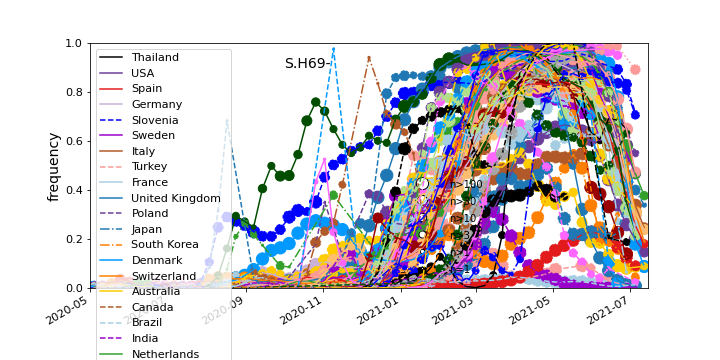 S.H69-
frequency
1.0
0.8
0.6
0.4
0.2
0.0
Thailand
USA
Spain
Germany
Slovenia
Sweden
Italy
Turkey
France
United Kingdom
Poland
Japan
South Korea
Denmark
Switzerland
Australia
Canada
Brazil
India
Netherlands
n>100
n>10
2020-05
2020-09
2020-11
2021-01
2021-03
2021-05
2021-07